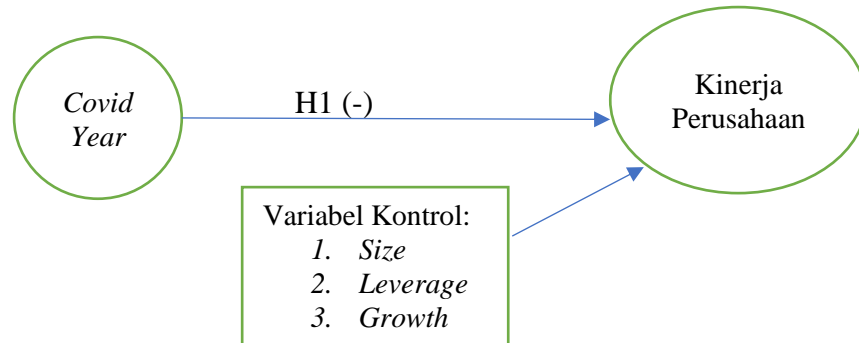 Covid
Year
H1 (-)
Kinerja
Perusahaan
Variabel Kontrol:
1. Size
2. Leverage
3. Growth